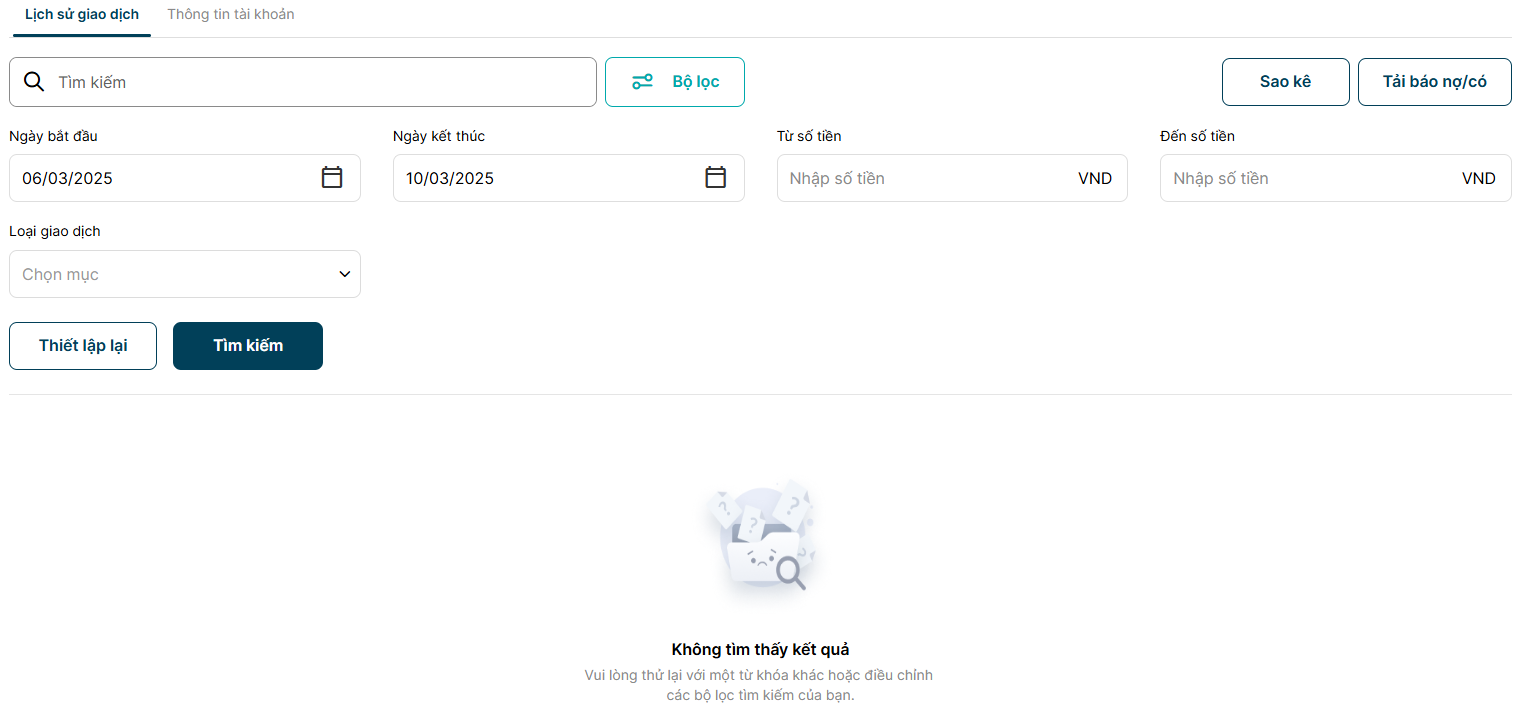 Lịch sử giao dịch Thông tin tài khoản
Tìm kiếm Bộ lọc Sao kê Tải báo nợ/có
Ngày bắt đầu Ngày kết thúc Từ số tiền Đến số tiền
06/03/2025 10/03/2025 Nhập số tiền VND Nhập số tiền VND
Loại giao dịch
Chọn mục
Thiết lập lại Tìm kiếm
? ? ? ?
Không tìm thấy kết quả
Vui lòng thử lại với một từ khóa khác hoặc điều chỉnh
các bộ lọc tìm kiếm của bạn.